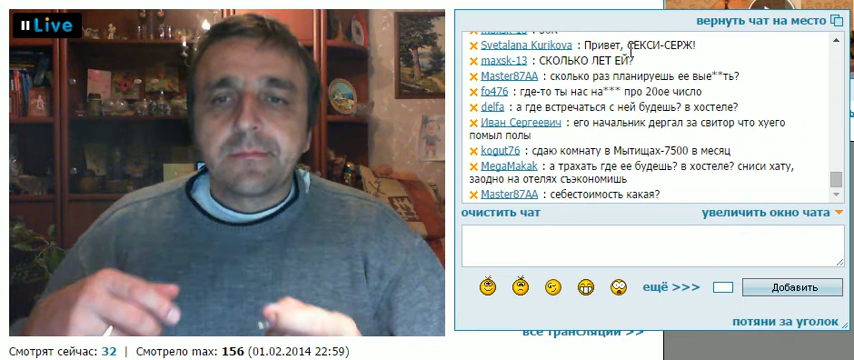 Live
вернуть чат на место
Svetalana Kurikova : Привет, СЕКСИ-СЕРЖ!
maxsk-13 : СКОЛЬКО ЛЕТ ЕЙ?
Master87AA : сколько раз планируешь ее вые**ть?
fo476 : где-то ты нас на*** про 20ое число
delfa : а где встречаться с ней будешь? в хостеле?
Иван Сергеевич : его начальник дергал за свитор что хуего
помыл полы
kogut76 : сдаю комнату в Мытищах-7500 в месяц
MegaMakak : а трахать где ее будешь? в хостеле? сниси хату,
заодно на отелях съэкономишь
Master87AA : себестоимость какая?
очистить чат
увеличить окно чата
ещё >>>
Добавить
потяни за уголок
все трансляции >>
Смотрят сейчас: 32 | Смотрело max: 156 (01.02.2014 22:59)